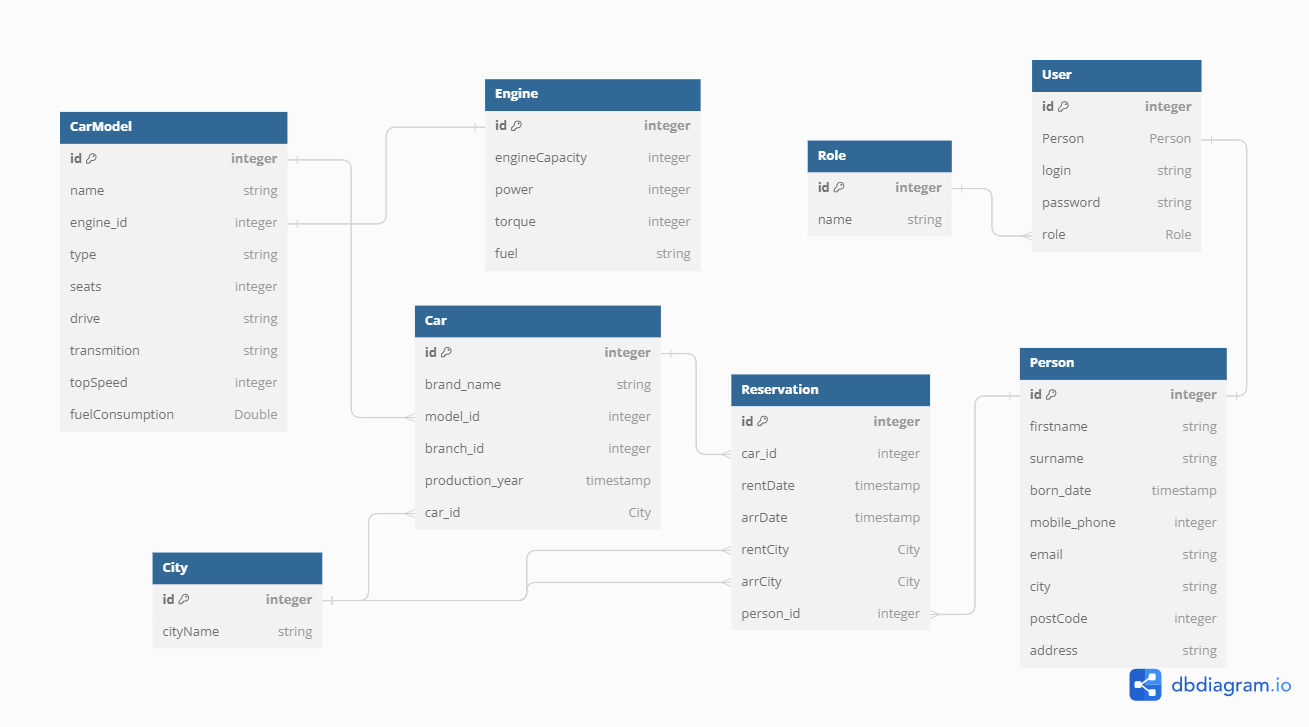 CarModel
id integer
name string
engine_id integer
type string
seats integer
drive string
transmition string
topSpeed integer
fuelConsumption Double
Engine
id integer
engineCapacity integer
power integer
torque integer
fuel string
Role
id integer
name string
User
id integer
Person Person
login string
password string
role Role
Car
id integer
brand_name string
model_id integer
branch_id integer
production_year timestamp
car_id City
Reservation
id integer
car_id integer
rentDate timestamp
arrDate timestamp
rentCity City
arrCity City
person_id integer
Person
id integer
firstname string
surname string
born_date timestamp
mobile_phone integer
email string
city string
postCode integer
address string
City
id integer
cityName string
dbdiagram.io